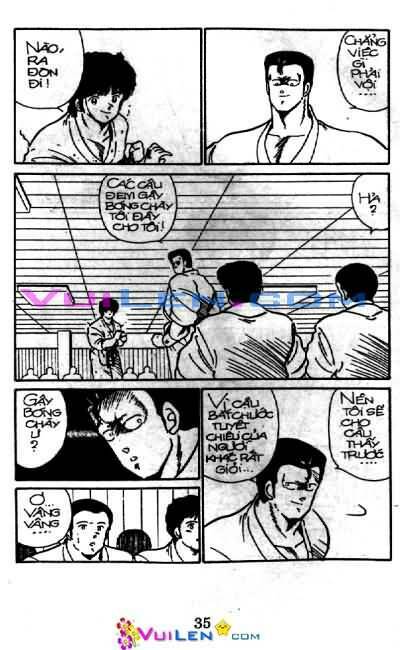 NÀO,
RA
ĐÒN
ĐI!
CHẲNG
VIỆC
GÌ
PHẢI
VỘI
....
CÁC CẬU
ĐEM GẬY
BÓNG CHÀY
TỚI ĐÂY
CHO TÔI!
HẢ
?
VUILEN.COM
GẬY
BÓNG
CHÀY
Ư
?
VÌ CẬU
BẮT CHƯỚC
TUYỆT
CHIÊU CỦA
NGƯỜI
KHÁC RẤT
GIỎI...
NÊN
TÔI SẼ
CHO
CẬU
THẤY
TRƯỚC
....
Ơ...
VÂNG
VÂNG
....
35
VUILEN.COM